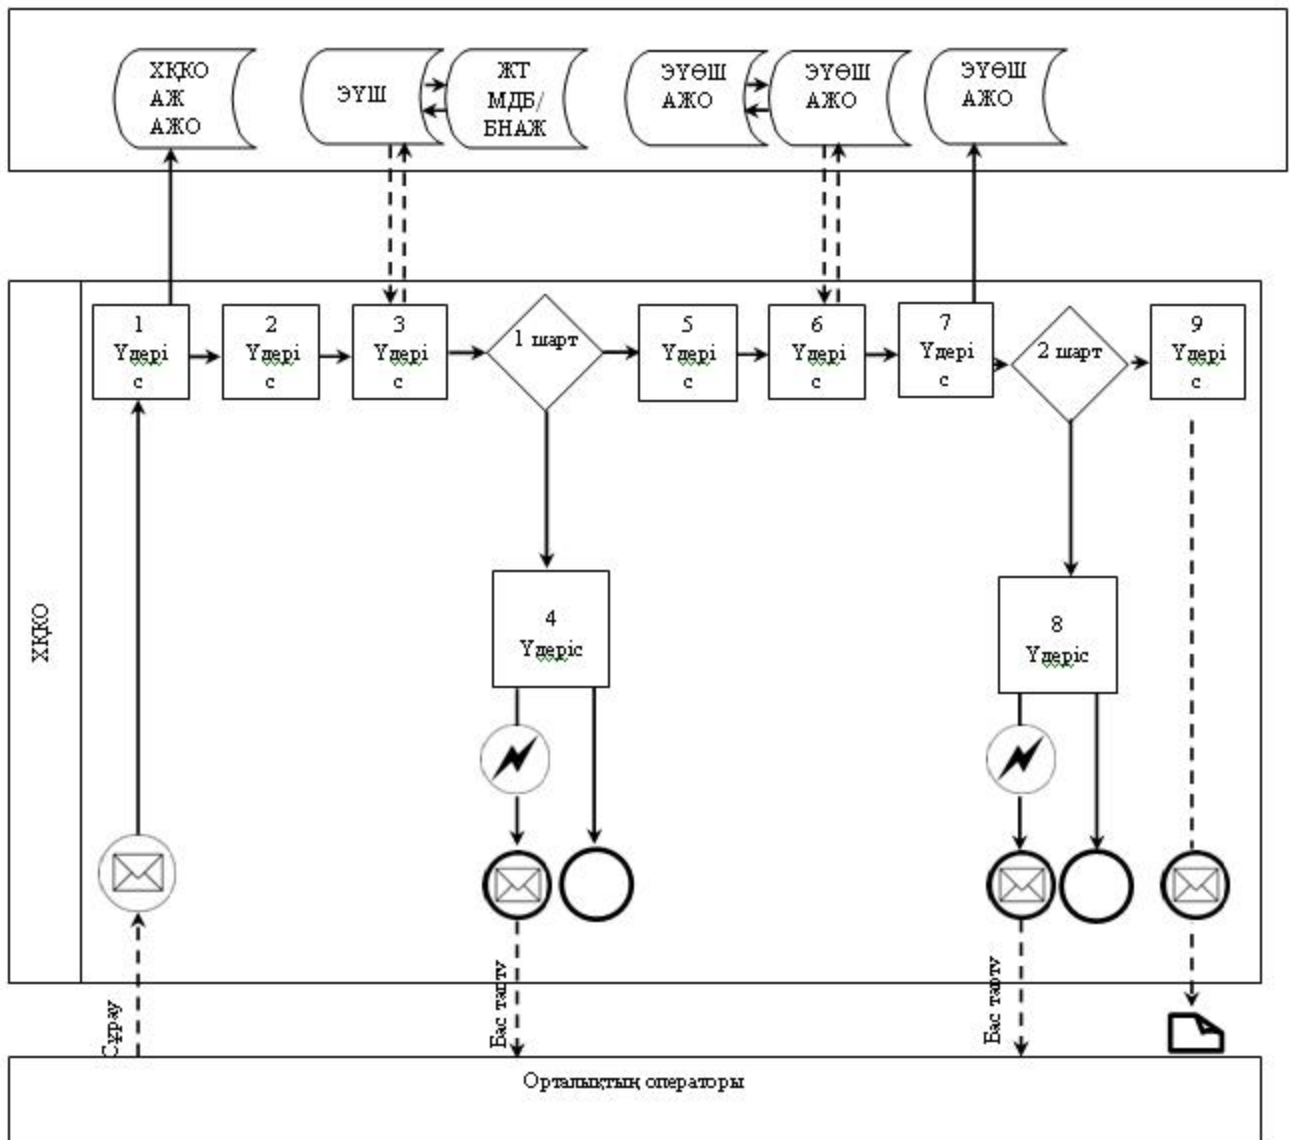 ХҚКО
АЖ
АЖО
ЭҮШ
ЖТ
МДБ/
БНАЖ
ЭҮӨШ
АЖО
ЭҮӨШ
АЖО
ЭҮӨШ
АЖО
1
Үдері
с
2
Үдері
с
3
Үдері
с
1 шарт
5
Үдері
с
6
Үдері
с
7
Үдері
с
2 шарт
9
Үдері
с
ХҚКО
4
Үдеріс
8
Үдеріс
Сұрау
Бас тарту
Бас тарту
Орталықтың операторы